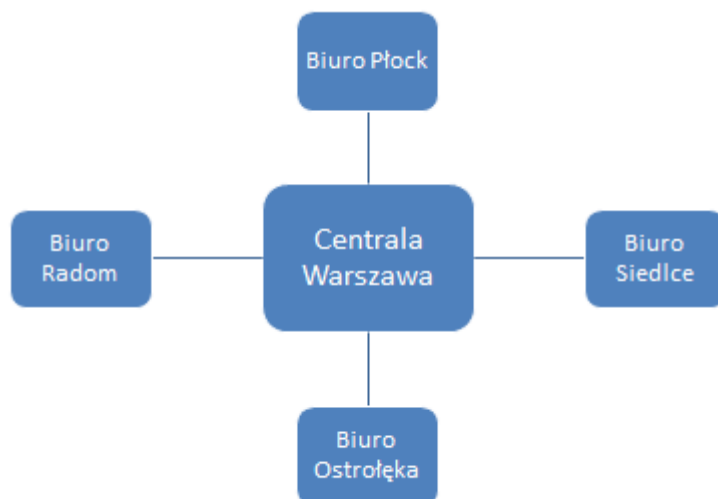 Biuro Płock
Centrala
Warszawa
Biuro
Radom
Biuro
Siedlce
Biuro
Ostrołęka